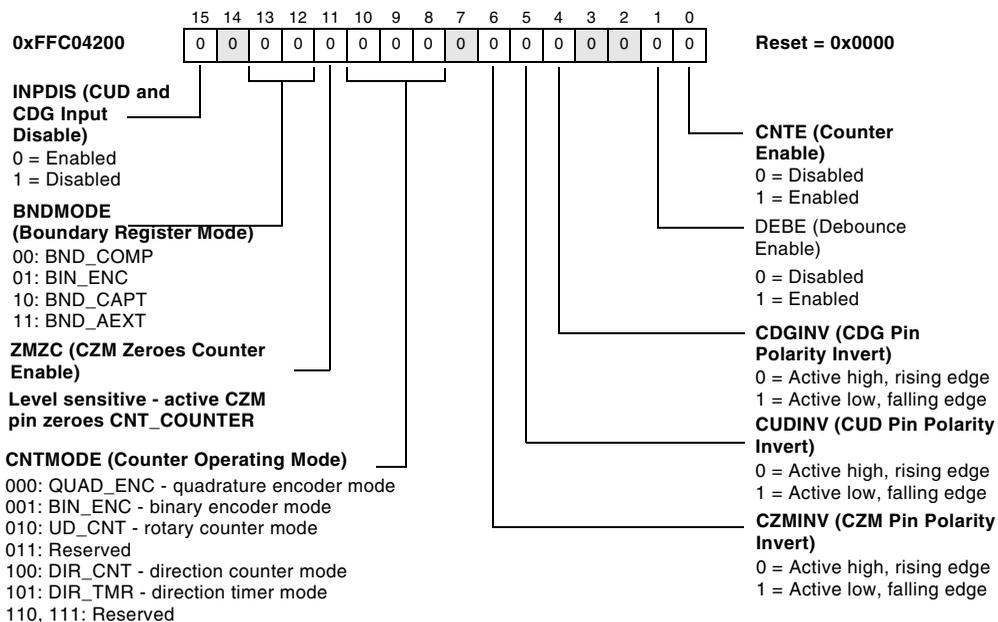 15 14 13 12 11 10 9 8 7 6 5 4 3 2 1 0
0xFFC04200
0 0 0 0 0 0 0 0 0 0 0 0 0 0 0 0
Reset = 0x0000
INPDIS (CUD and
CDG Input
Disable)
0 = Enabled
1 = Disabled
BNDMODE
(Boundary Register Mode)
00: BND_COMP
01: BIN_ENC
10: BND_CAPT
11: BND_AEXT
ZMZC (CZM Zeroes Counter
Enable)
Level sensitive - active CZM
pin zeroes CNT_COUNTER
CNTMODE (Counter Operating Mode)
000: QUAD_ENC - quadrature encoder mode
001: BIN_ENC - binary encoder mode
010: UD_CNT - rotary counter mode
011: Reserved
100: DIR_CNT - direction counter mode
101: DIR_TMR - direction timer mode
110, 111: Reserved
CNTE (Counter
Enable)
0 = Disabled
1 = Enabled
DEBE (Debounce
Enable)
0 = Disabled
1 = Enabled
CDGINV (CDG Pin
Polarity Invert)
0 = Active high, rising edge
1 = Active low, falling edge
CUDINV (CUD Pin Polarity
Invert)
0 = Active high, rising edge
1 = Active low, falling edge
CZMINV (CZM Pin Polarity
Invert)
0 = Active high, rising edge
1 = Active low, falling edge